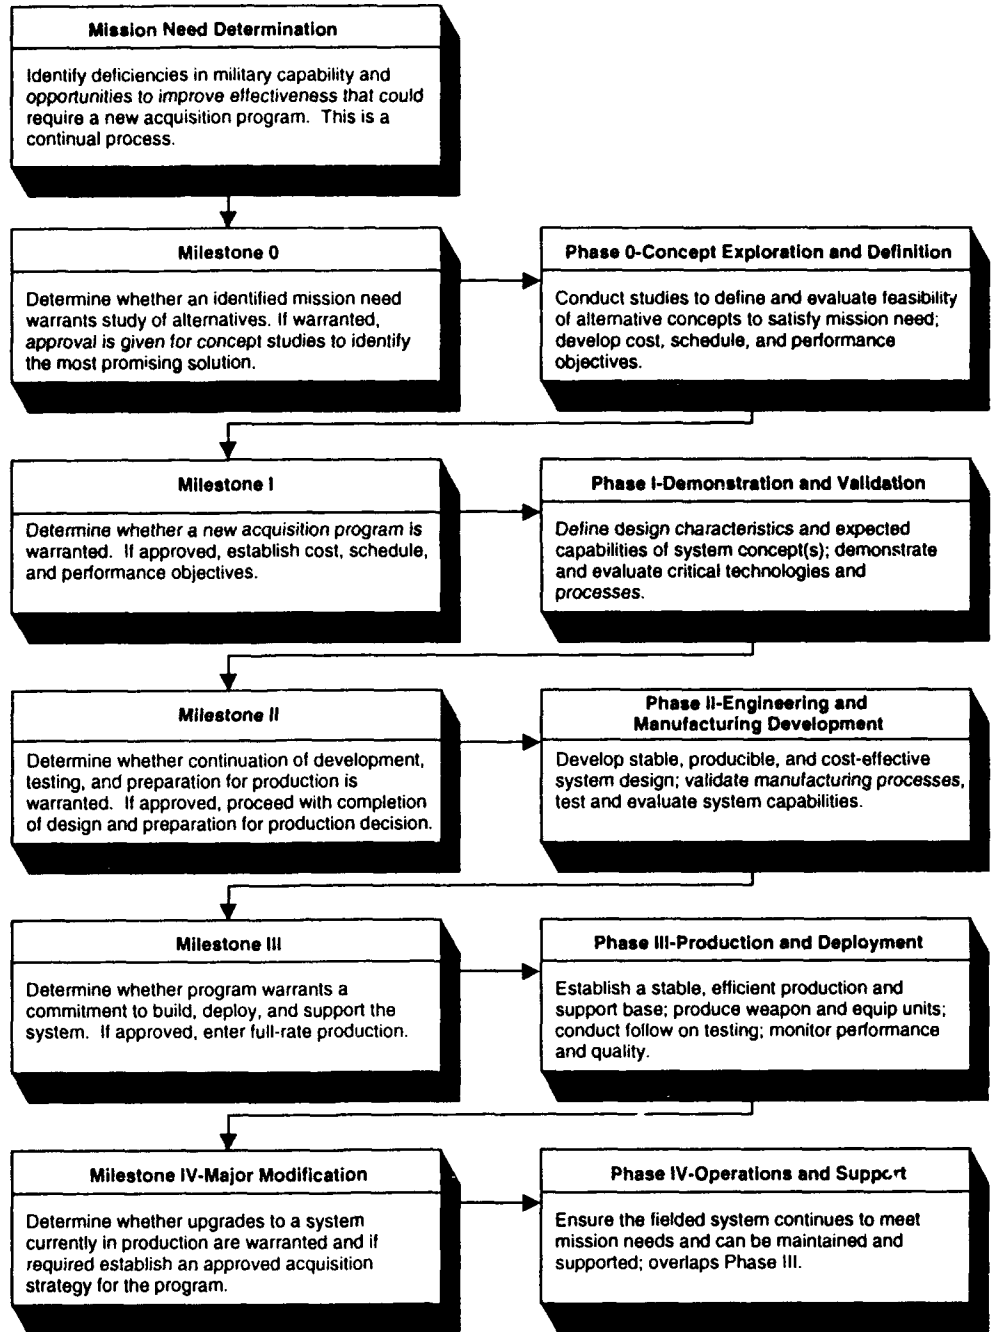 Mission Need Determination
Identify deficiencies in military capability and
opportunities to improve effectiveness that could
require a new acquisition program. This is a
continual process.
Milestone 0
Determine whether an identified mission need
warrants study of alternatives. If warranted,
approval is given for concept studies to identify
the most promising solution.
Phase 0-Concept Exploration and Definition
Conduct studies to define and evaluate feasibility
of alternative concepts to satisfy mission need;
develop cost, schedule, and performance
objectives.
Milestone I
Determine whether a new acquisition program is
warranted. If approved, establish cost, schedule,
and performance objectives.
Phase I-Demonstration and Validation
Define design characteristics and expected
capabilities of system concept(s); demonstrate
and evaluate critical technologies and
processes.
Milestone II
Determine whether continuation of development,
testing, and preparation for production is
warranted. If approved, proceed with completion
of design and preparation for production decision.
Phase II-Engineering and
Manufacturing Development
Develop stable, producible, and cost-effective
system design; validate manufacturing processes,
test and evaluate system capabilities.
Milestone III
Determine whether program warrants a
commitment to build, deploy, and support the
system. If approved, enter full-rate production.
Phase III-Production and Deployment
Establish a stable, efficient production and
support base; produce weapon and equip units;
conduct follow on testing; monitor performance
and quality.
Milestone IV-Major Modification
Determine whether upgrades to a system
currently in production are warranted and if
required establish an approved acquisition
strategy for the program.
Phase IV-Operations and Support
Ensure the fielded system continues to meet
mission needs and can be maintained and
supported; overlaps Phase III.